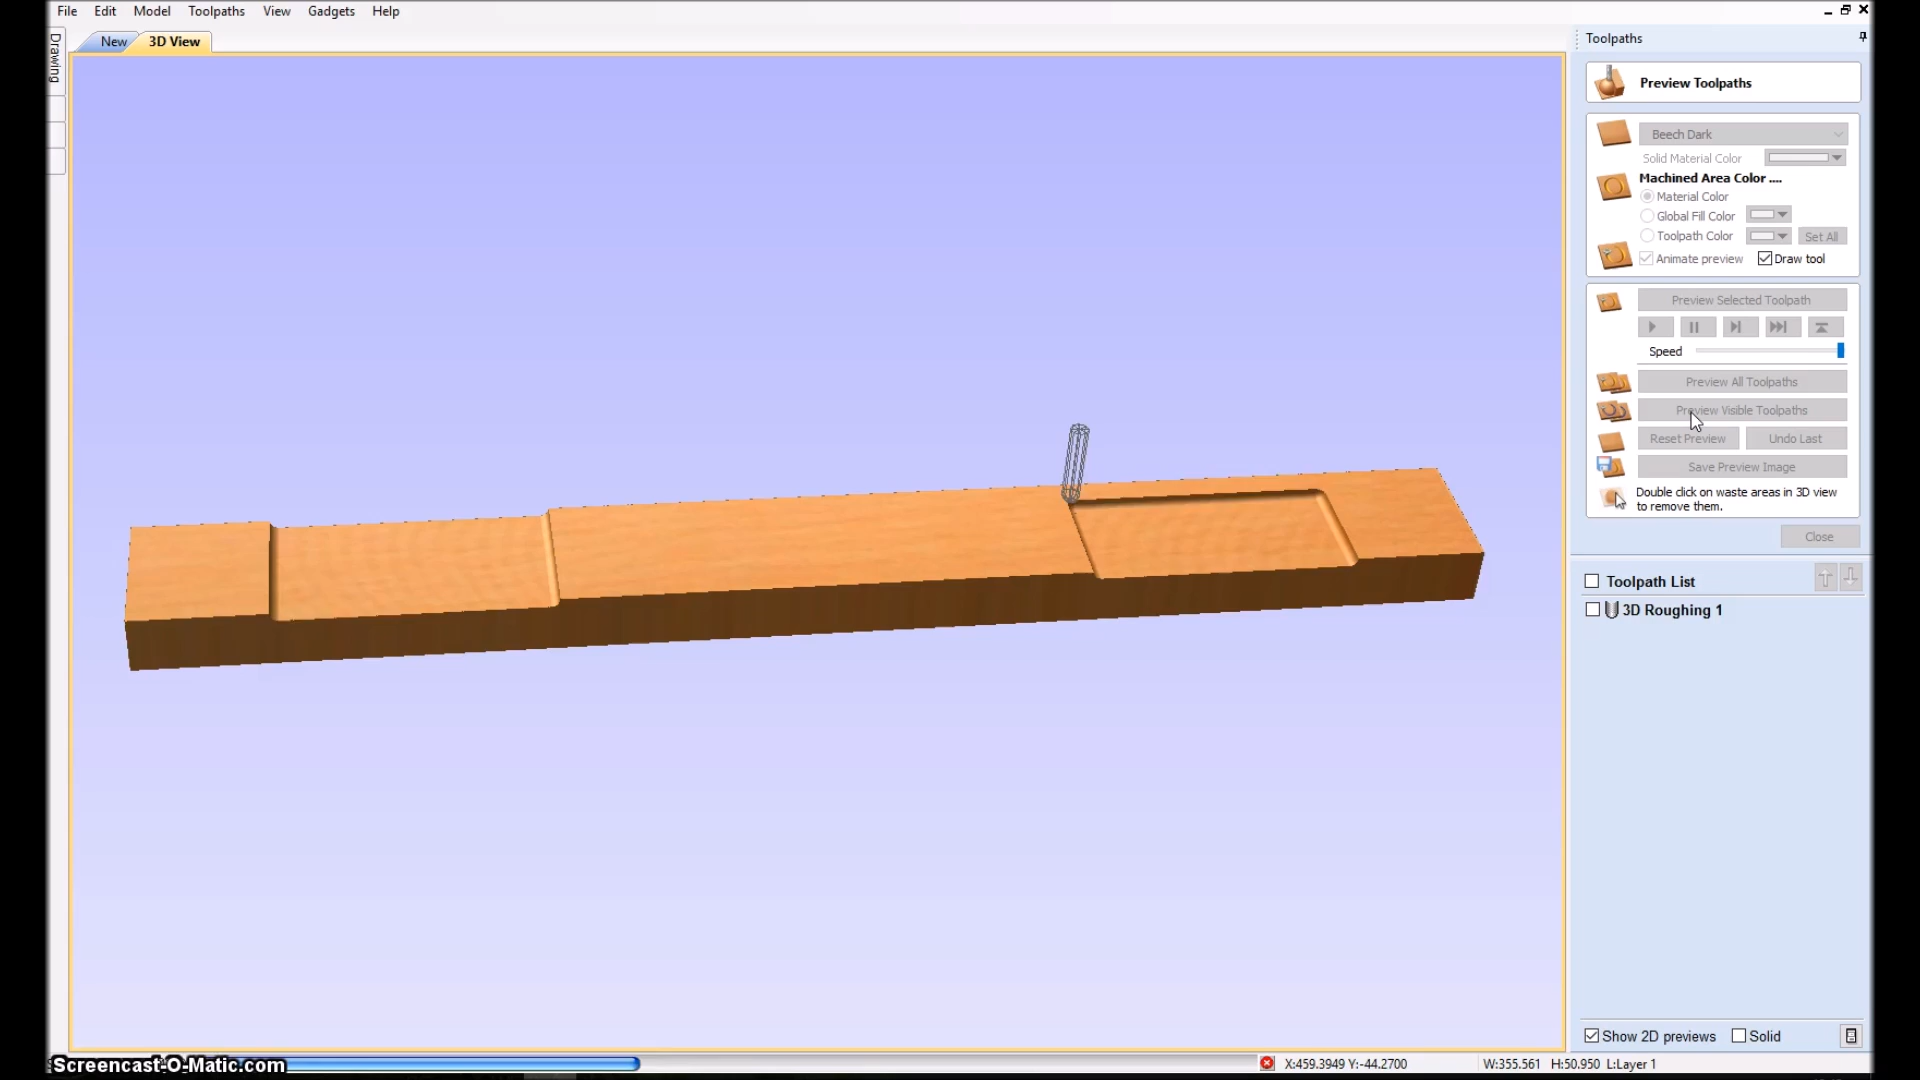 File Edit Model Toolpaths View Gadgets Help
New 3D View
Drawing
Toolpaths
Preview Toolpaths
Beech Dark
Solid Material Color
Machined Area Color ....
Material Color
Global Fill Color
Toolpath Color Set All
Animate preview Draw tool
Preview Selected Toolpath
Speed
Preview All Toolpaths
Preview Visible Toolpaths
Reset Preview Undo Last
Save Preview Image
Double click on waste areas in 3D view
to remove them.
Close
Toolpath List
3D Roughing 1
Show 2D previews Solid
Screencast-O-Matic.com
X:459.3949 Y:-44.2700 W:355.561 H:50.950 L:Layer 1